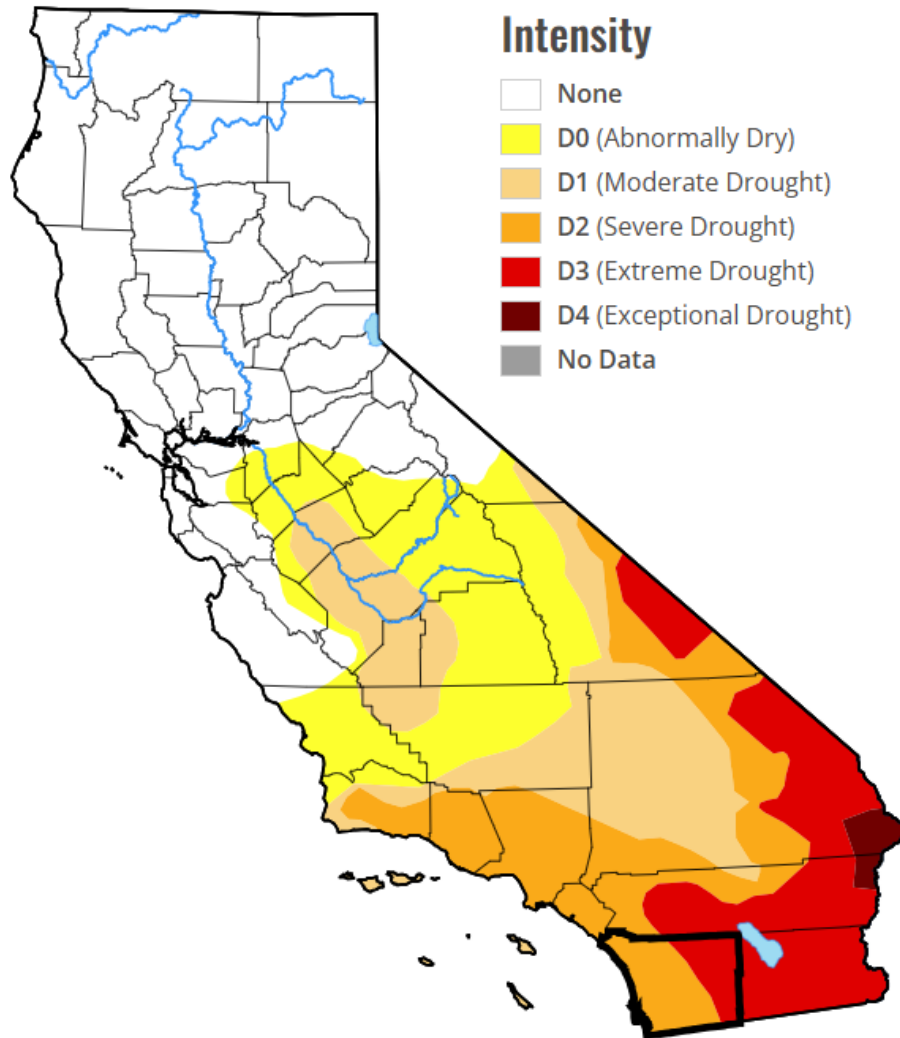 Intensity
None
D0 (Abnormally Dry)
D1 (Moderate Drought)
D2 (Severe Drought)
D3 (Extreme Drought)
D4 (Exceptional Drought)
No Data